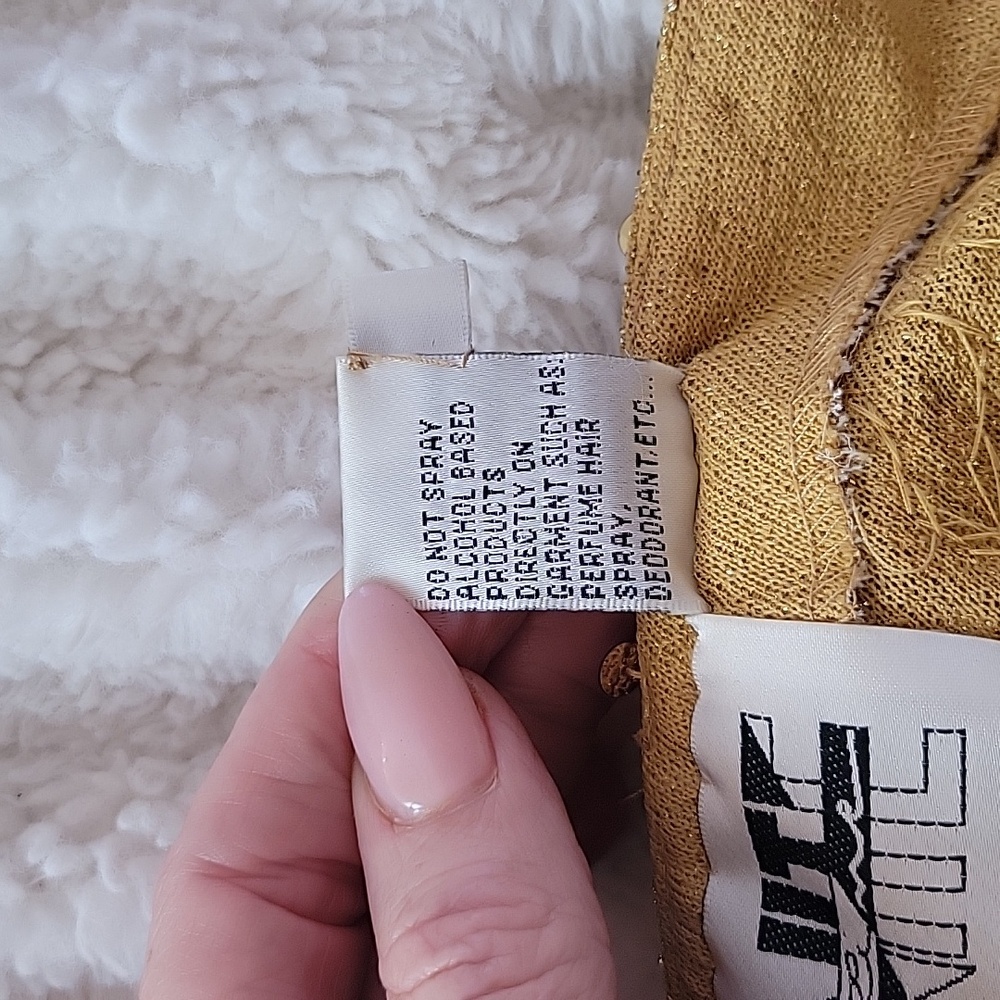 DO NOT SPRAY
ALCOHOL BASED
PRODUCTS
DIRECTLY ON
GARMENT SUCH AS:
PERFUME HAIR
SPRAY,
DEODORANT,ETC...